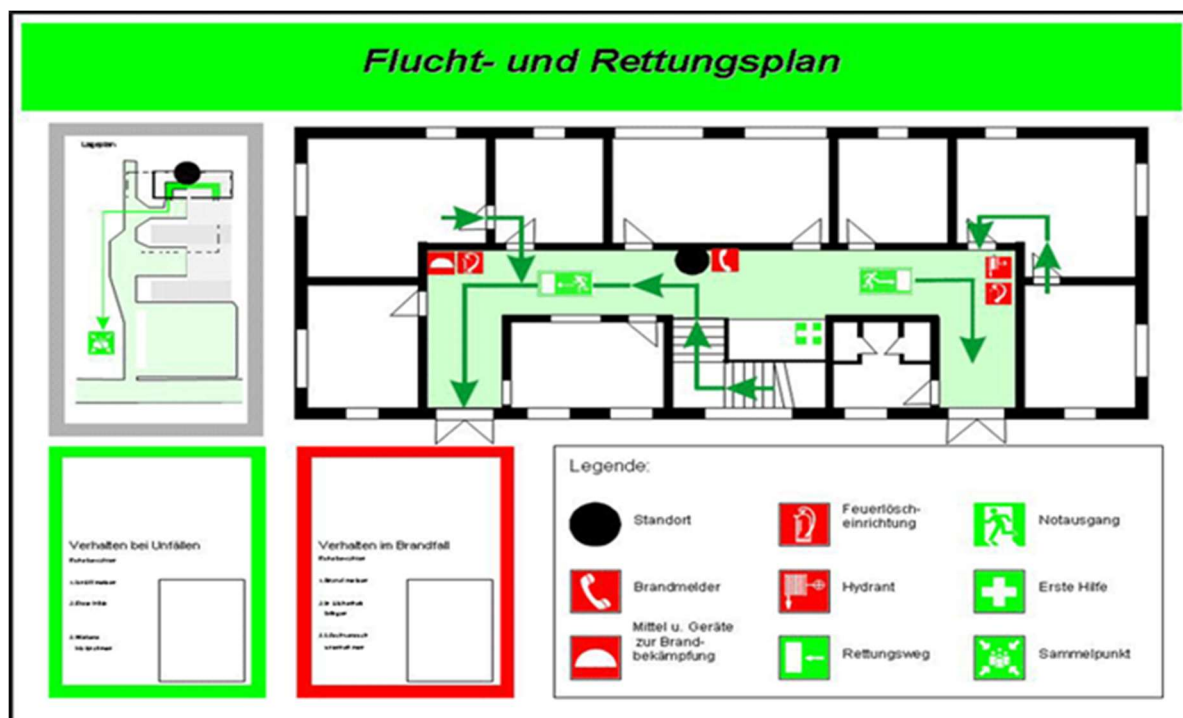 Flucht- und Rettungsplan
Lageplan
Verhalten bei Unfällen
Verhalten im Brandfall
Legende:
Standort
Feuerlösch-
einrichtung
Notausgang
Brandmelder
Hydrant
Erste Hilfe
Mittel u. Geräte
zur Brand-
bekämpfung
Rettungsweg
Sammelpunkt